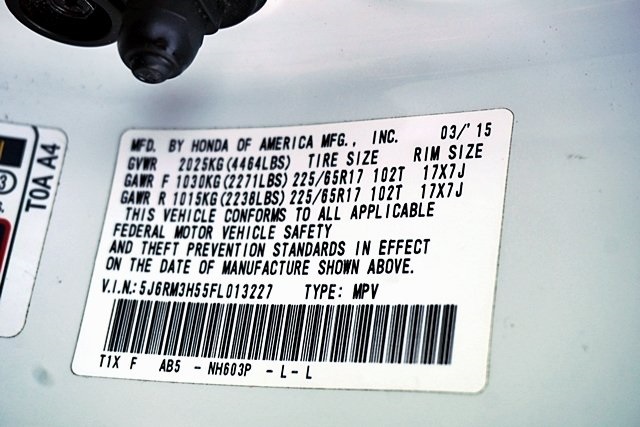 MFD. BY HONDA OF AMERICA MFG., INC. 03/'15
GVWR 2025KG(4464LBS) TIRE SIZE RIM SIZE
GAWR F 1030KG(2271LBS) 225/65R17 102T 17X7J
GAWR R 1015KG(2238LBS) 225/65R17 102T 17X7J
THIS VEHICLE CONFORMS TO ALL APPLICABLE
FEDERAL MOTOR VEHICLE SAFETY
AND THEFT PREVENTION STANDARDS IN EFFECT
ON THE DATE OF MANUFACTURE SHOWN ABOVE.
V.I.N.:5J6RM3H55FL013227 TYPE: MPV
T1X F AB5 - NH603P - L - L
T0A A4